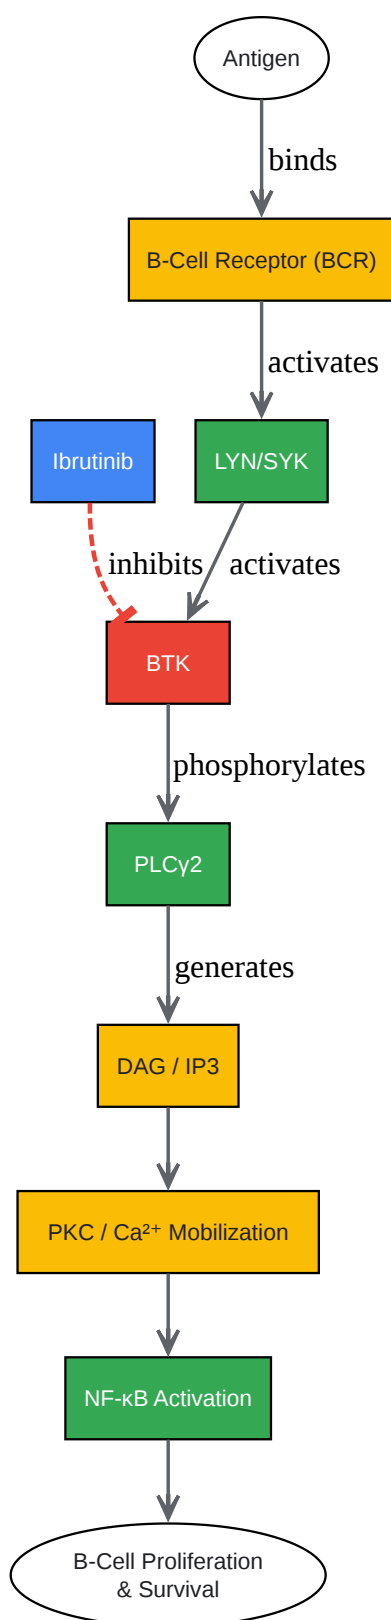 Antigen
binds
B-Cell Receptor (BCR)
activates
Ibrutinib
LYN/SYK
inhibits
activates
BTK
phosphorylates
PLCγ2
generates
DAG / IP3
PKC / Ca²⁺ Mobilization
NF-κB Activation
B-Cell Proliferation
& Survival